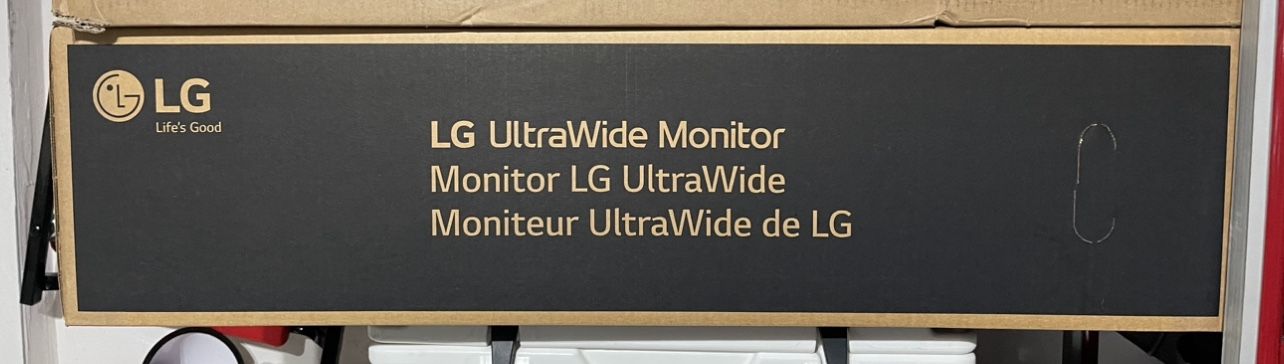 LG
Life's Good
LG UltraWide Monitor
Monitor LG UltraWide
Moniteur UltraWide de LG